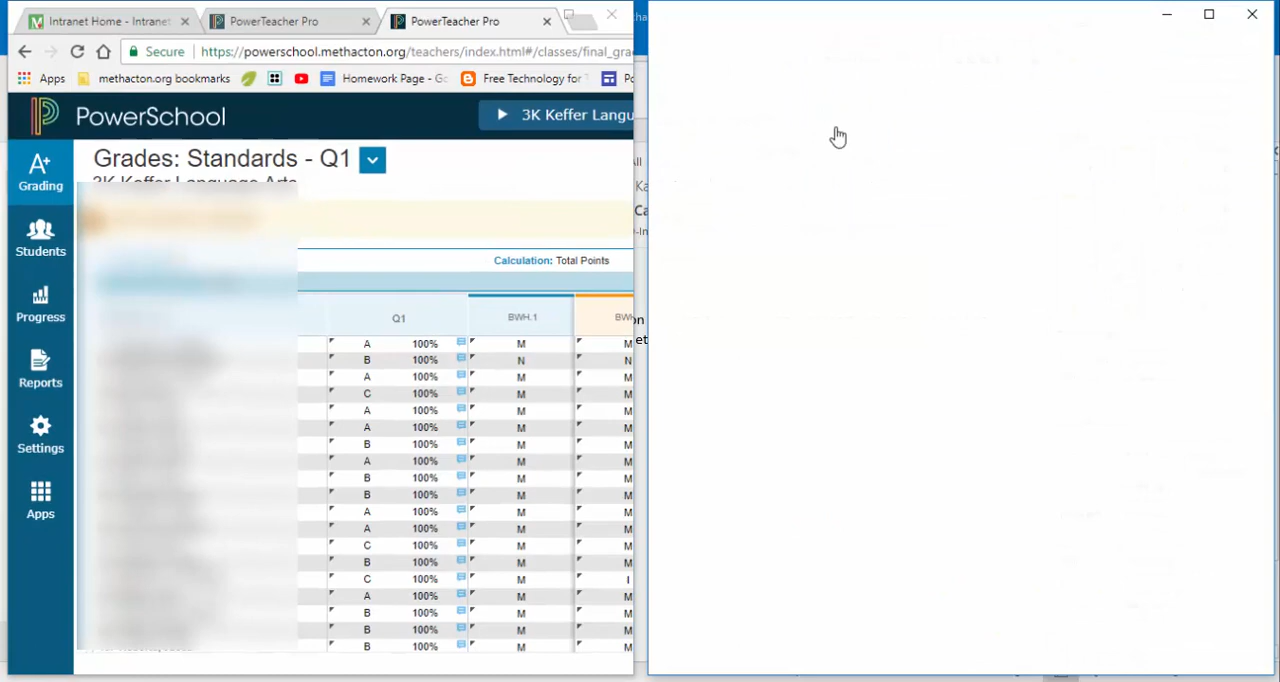 Intranet Home - Intranet
PowerTeacher Pro
PowerTeacher Pro
Secure
https://powerschool.methacton.org/teachers/index.html#/classes/final_gra
Apps
methacton.org bookmarks
Homework Page - Go
Free Technology for
PowerSchool
3K Keffer Langu
A+
Grading
Students
Progress
Reports
Settings
Apps
Grades: Standards - Q1
3K Keffer Language Arts
Calculation: Total Points
Q1 BWH.1 BWH
A 100% M M
B 100% N N
A 100% M M
C 100% M M
A 100% M M
A 100% M M
B 100% M M
A 100% M M
B 100% M M
B 100% M M
A 100% M M
A 100% M M
C 100% M M
B 100% M M
C 100% M I
A 100% M M
B 100% M M
B 100% M M
B 100% M M